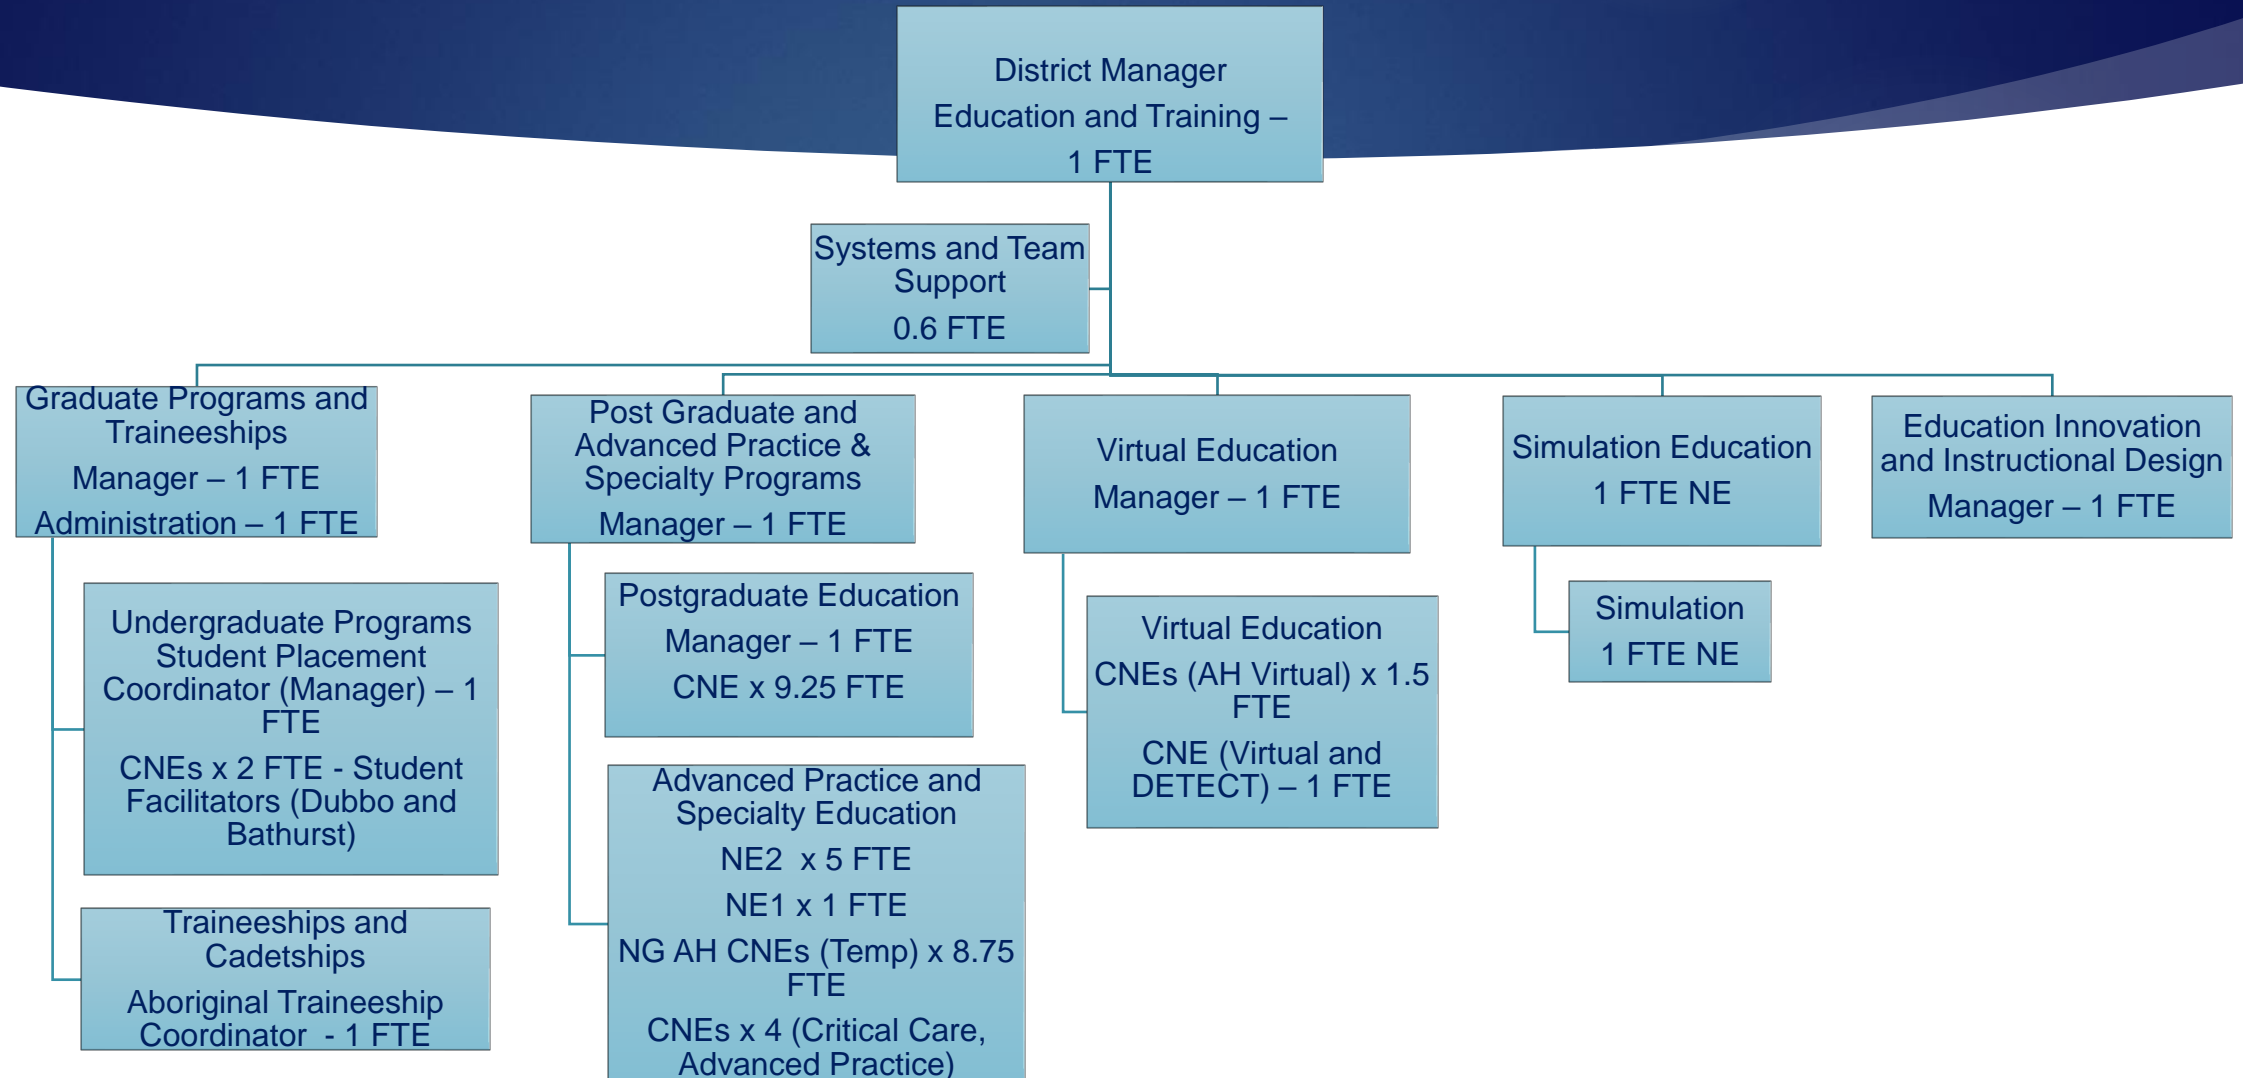 District Manager
Education and Training –
1 FTE
Systems and Team
Support
0.6 FTE
Graduate Programs and
Traineeships
Manager – 1 FTE
Administration – 1 FTE
Undergraduate Programs
Student Placement
Coordinator (Manager) – 1
FTE
CNEs x 2 FTE - Student
Facilitators (Dubbo and
Bathurst)
Traineeships and
Cadetships
Aboriginal Traineeship
Coordinator  - 1 FTE
Post Graduate and
Advanced Practice &
Specialty Programs
Manager – 1 FTE
Postgraduate Education
Manager – 1 FTE
CNE x 9.25 FTE
Advanced Practice and
Specialty Education
NE2  x 5 FTE
NE1 x 1 FTE
NG AH CNEs (Temp) x 8.75
FTE
CNEs x 4 (Critical Care,
Advanced Practice)
Virtual Education
Manager – 1 FTE
Virtual Education
CNEs (AH Virtual) x 1.5
FTE
CNE (Virtual and
DETECT) – 1 FTE
Simulation Education
1 FTE NE
Simulation
1 FTE NE
Education Innovation
and Instructional Design
Manager – 1 FTE